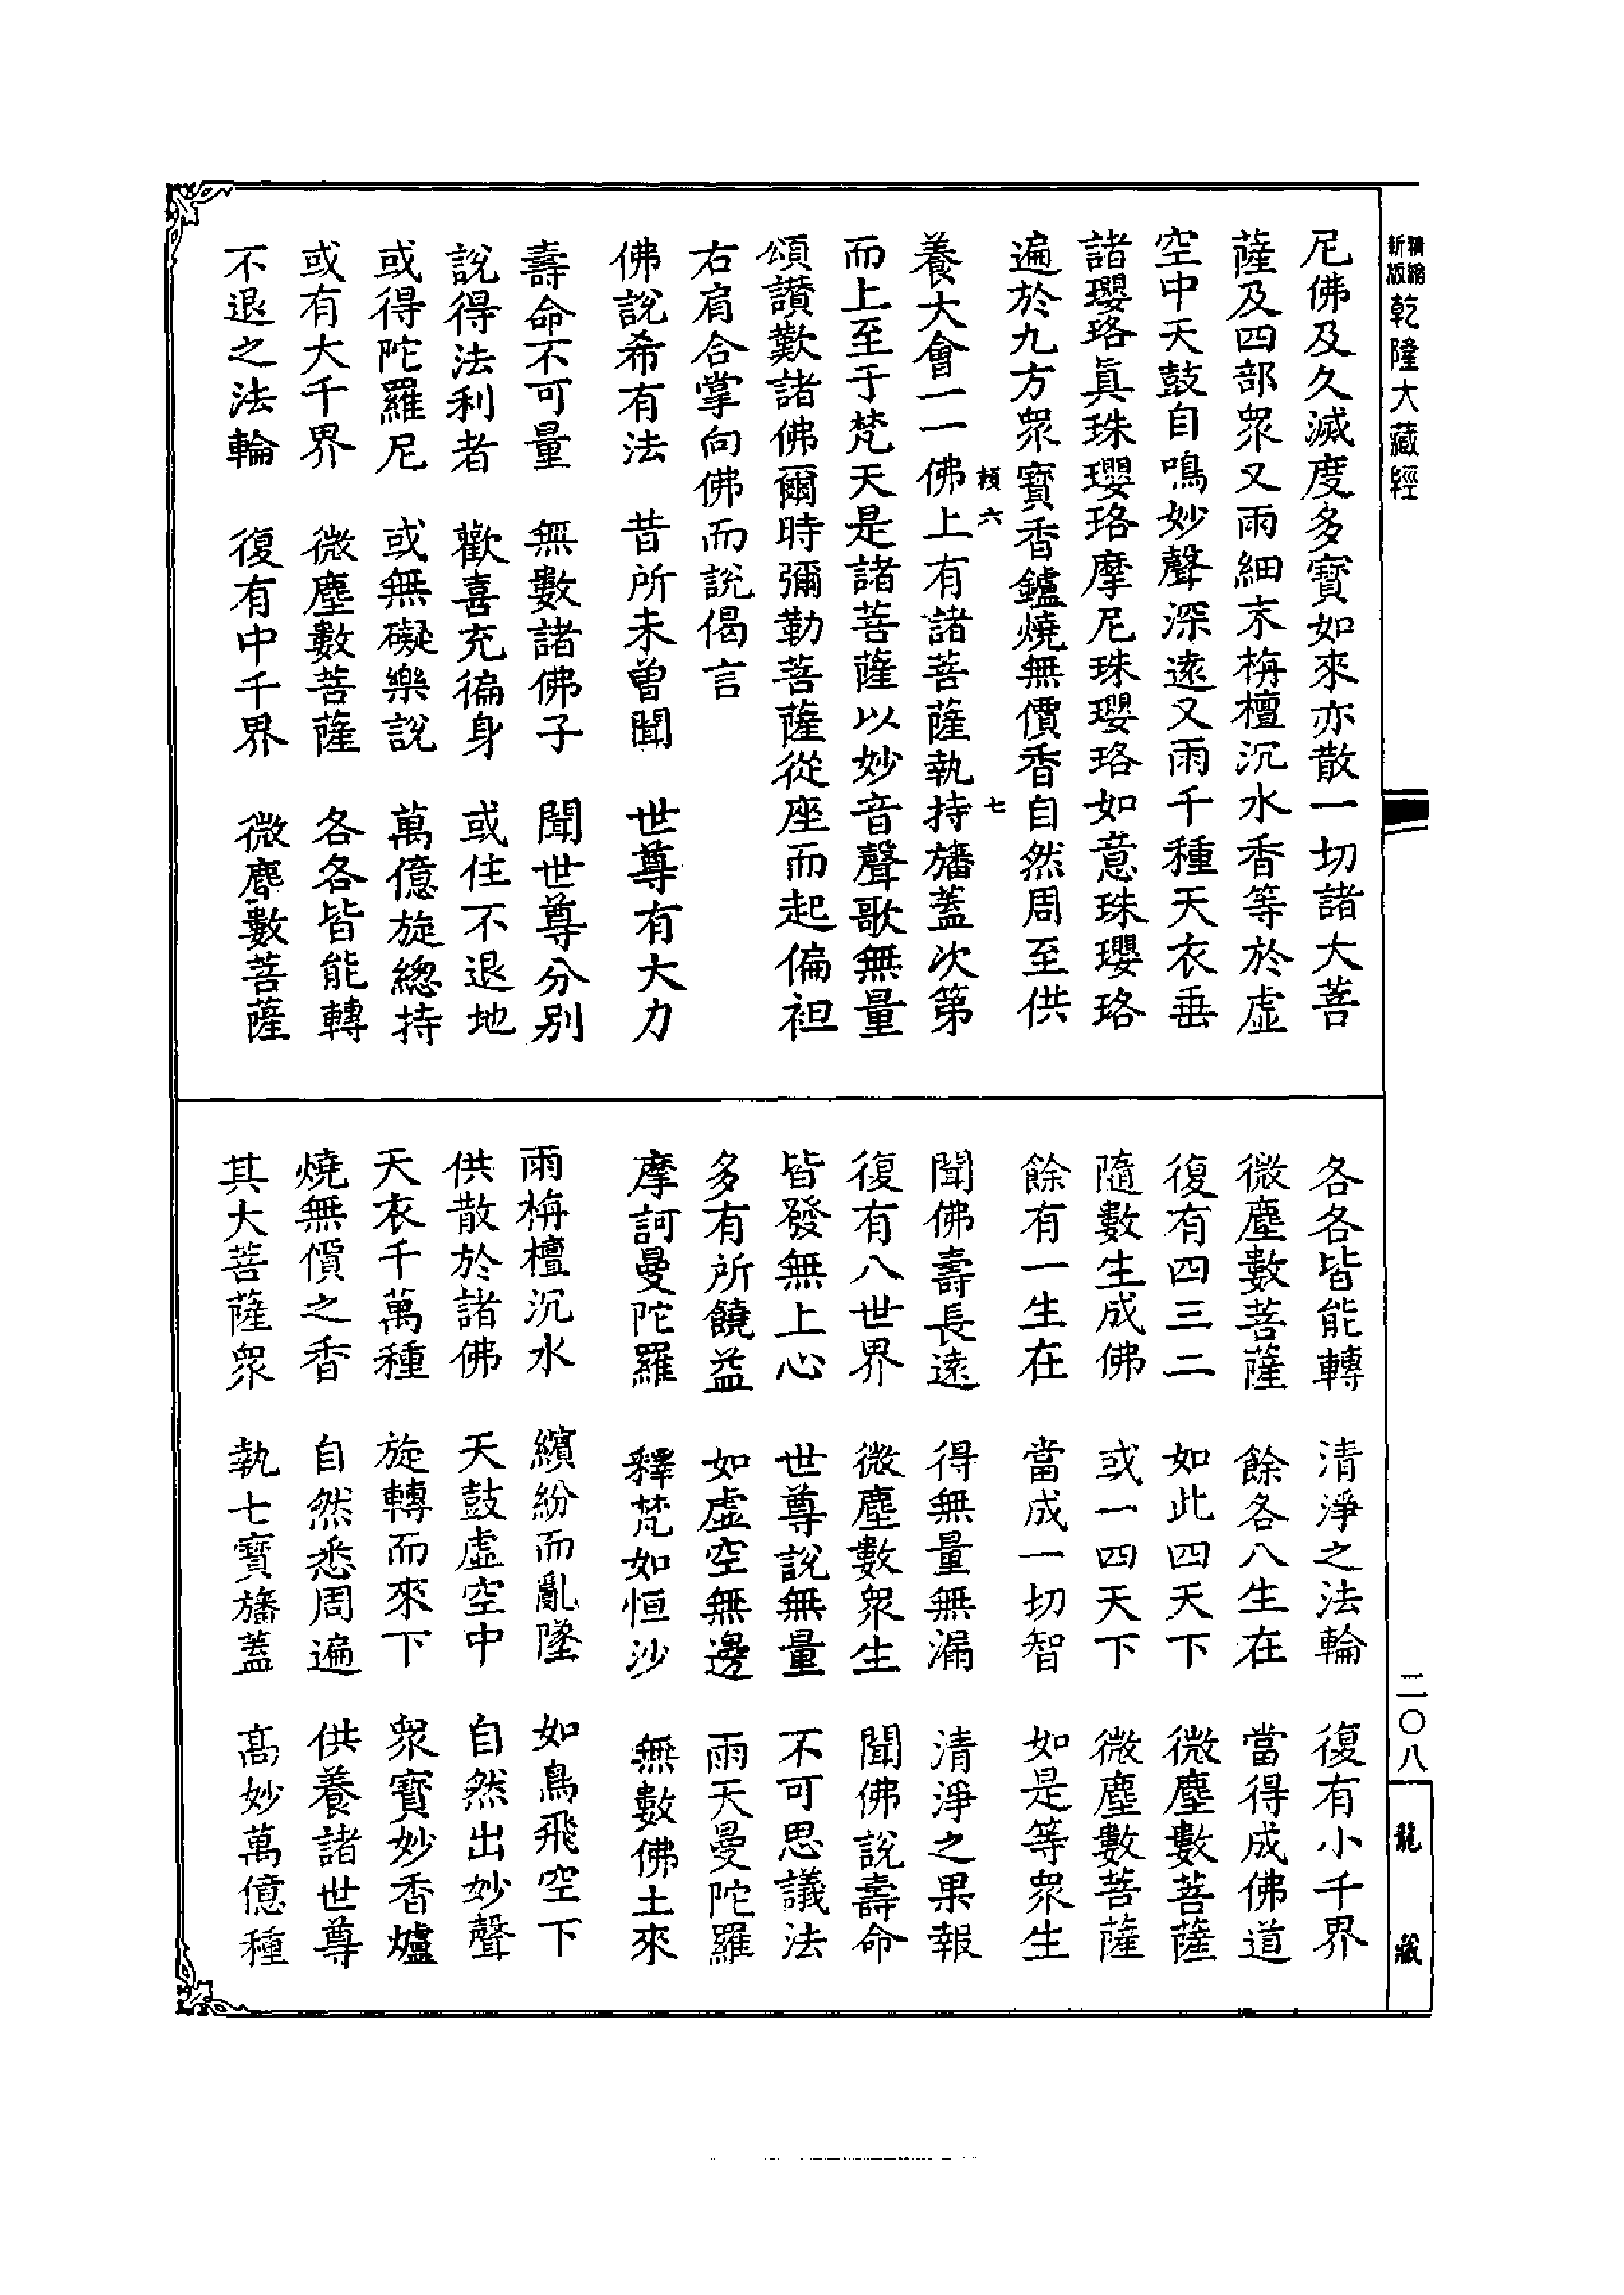 精縮新版乾隆大藏經
尼佛及久滅度多寶如來亦散一切諸大菩
薩及四部眾又雨細末栴檀沉水香等於虛
空中天鼓自鳴妙聲深遠又雨千種天衣垂
諸瓔珞真珠瓔珞摩尼珠瓔珞如意珠瓔珞
遍於九方眾寶香鑪燒無價香自然周至供
頛六 七
養大會一一佛上有諸菩薩執持旛蓋次第
而上至于梵天是諸菩薩以妙音聲歌無量
頌讚歎諸佛爾時彌勒菩薩從座而起偏袒
右肩合掌向佛而說偈言
佛說希有法 昔所未曾聞 世尊有大力
壽命不可量 無數諸佛子 聞世尊分別
說得法利者 歡喜充徧身 或住不退地
或得陀羅尼 或無礙樂說 萬億旋總持
或有大千界 微塵數菩薩 各各皆能轉
不退之法輪 復有中千界 微塵數菩薩
各各皆能轉 清淨之法輪 復有小千界
微塵數菩薩 餘各八生在 當得成佛道
復有四三二 如此四天下 微塵數菩薩
隨數生成佛 或一四天下 微塵數菩薩
餘有一生在 當成一切智 如是等眾生
聞佛壽長遠 得無量無漏 清淨之果報
復有八世界 微塵數眾生 聞佛說壽命
皆發無上心 世尊說無量 不可思議法
多有所饒益 如虛空無邊 雨天曼陀羅
摩訶曼陀羅 釋梵如恒沙 無數佛土來
雨栴檀沉水 繽紛而亂墜 如鳥飛空下
供散於諸佛 天鼓虛空中 自然出妙聲
天衣千萬種 旋轉而來下 眾寶妙香爐
燒無價之香 自然悉周遍 供養諸世尊
其大菩薩眾 執七寶旛蓋 高妙萬億種
二〇八
龍藏